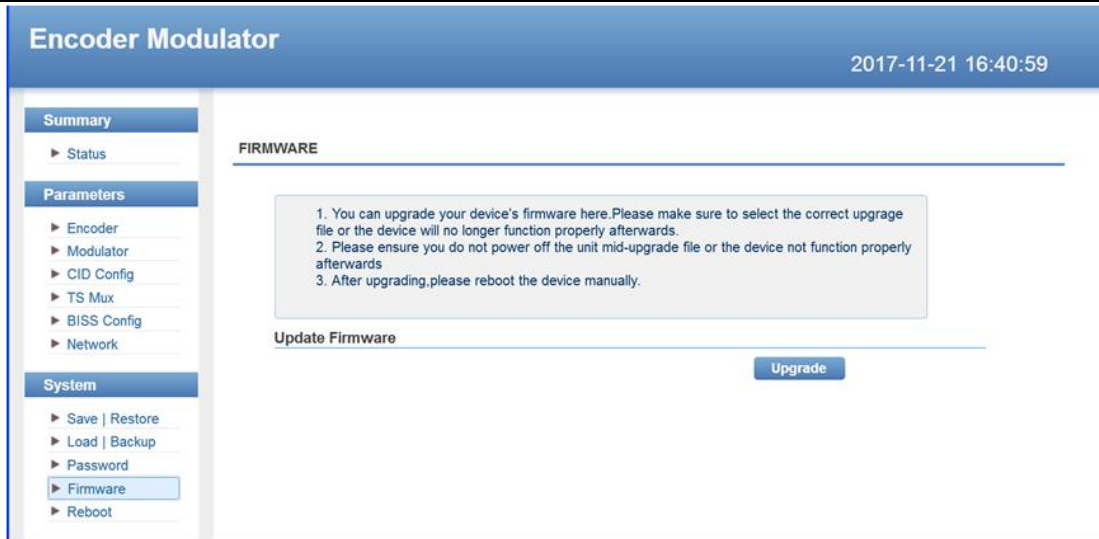 Encoder Modulator
2017-11-21 16:40:59
Summary
Status
Parameters
Encoder
Modulator
CID Config
TS Mux
BISS Config
Network
System
Save | Restore
Load | Backup
Password
Firmware
Reboot
FIRMWARE
1. You can upgrade your device's firmware here.Please make sure to select the correct upgrage
file or the device will no longer function properly afterwards.
2. Please ensure you do not power off the unit mid-upgrade file or the device not function properly
afterwards
3. After upgrading,please reboot the device manually.
Update Firmware
Upgrade